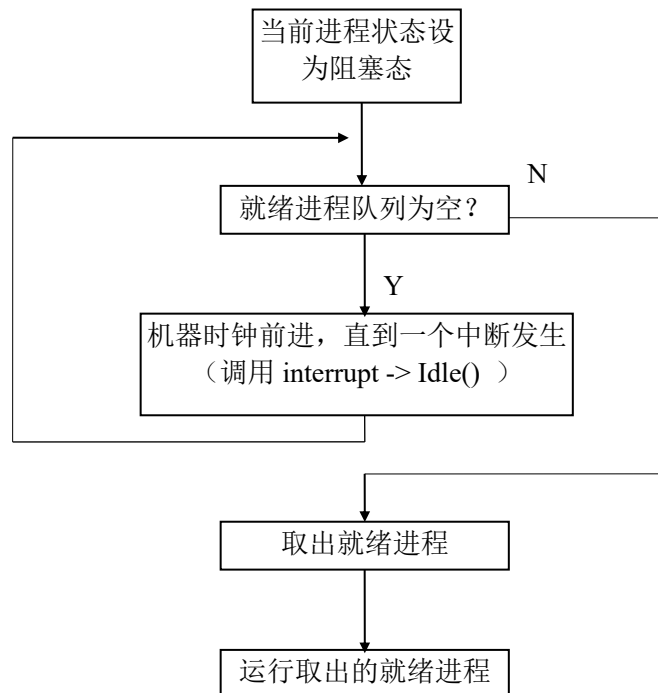 当前进程状态设
为阻塞态
N
就绪进程队列为空？
Y
机器时钟前进，直到一个中断发生
（调用 interrupt -> Idle() ）
取出就绪进程
运行取出的就绪进程